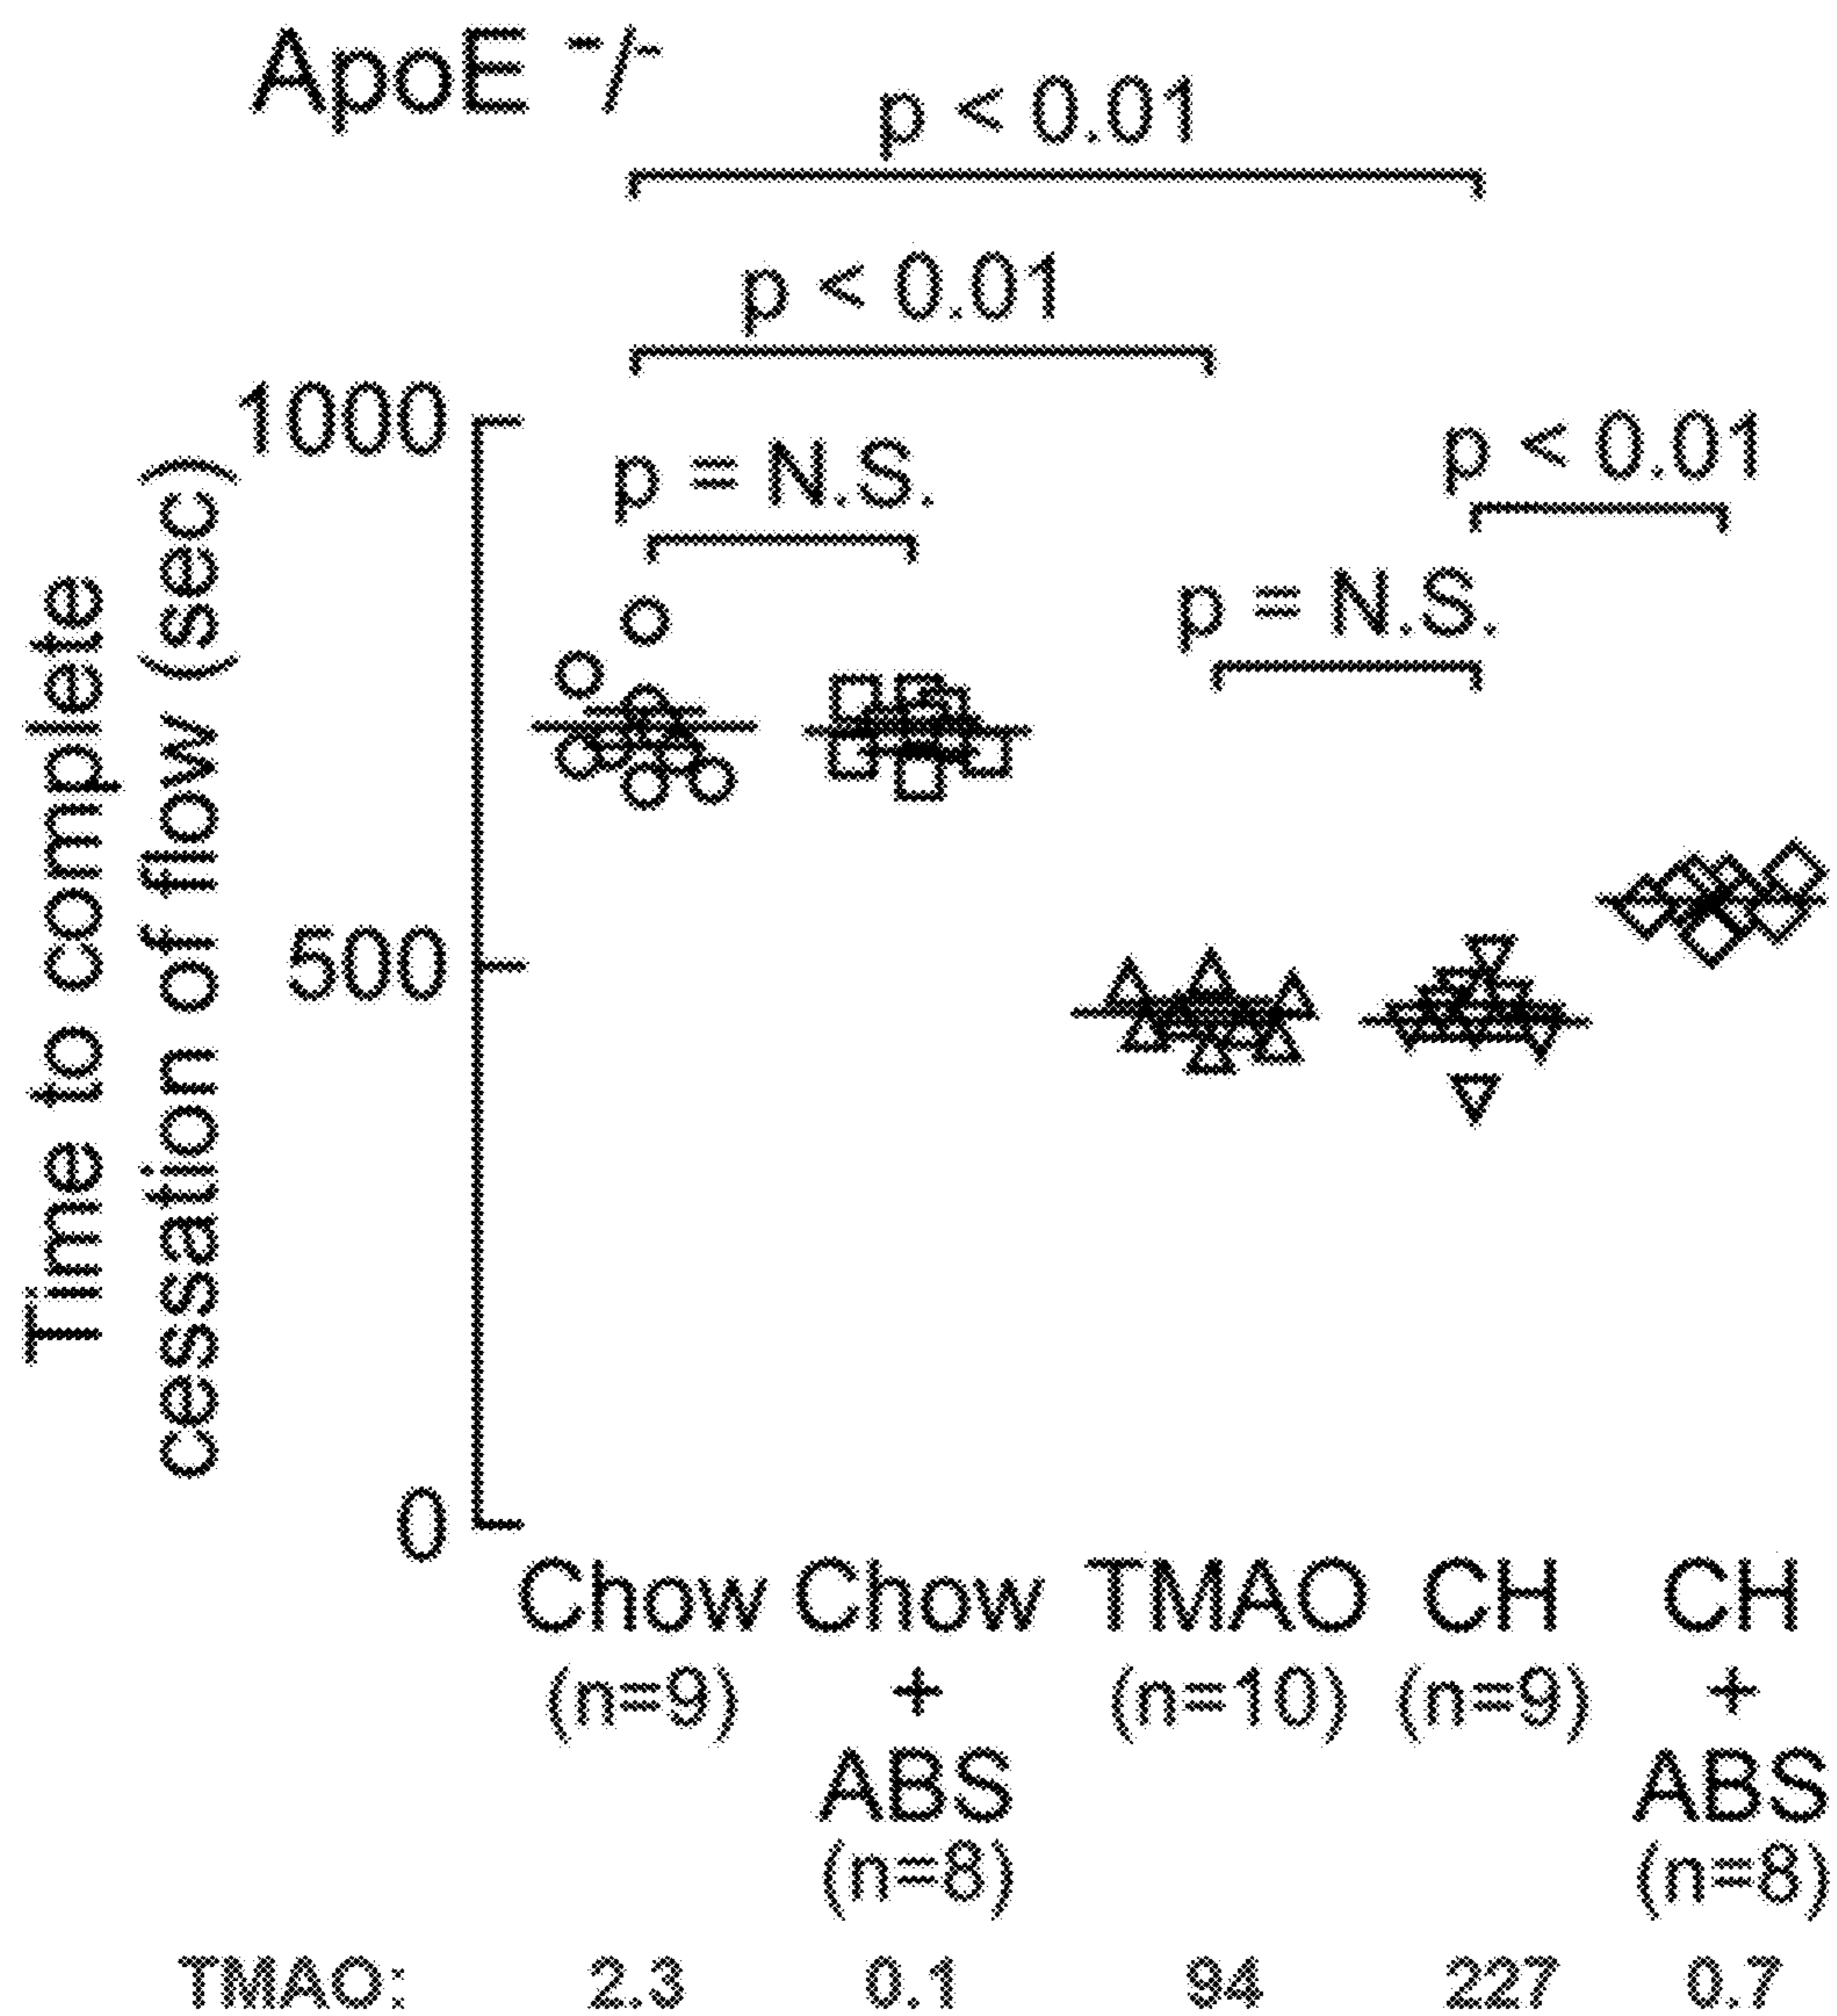 ApoE ⁻/⁻
p < 0.01
p < 0.01
1000
p = N.S.
p < 0.01
p = N.S.
Time to complete
cessation of flow (sec)
500
0
Chow Chow TMAO CH CH
(n=9) + (n=10) (n=9) +
ABS ABS
(n=8) (n=8)
TMAO: 2.3 0.1 94 227 0.7